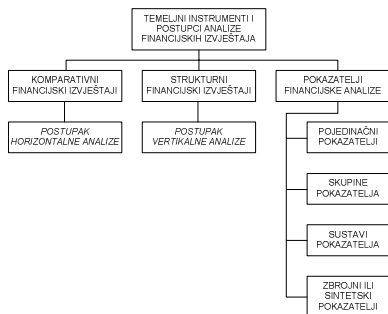 TEMELJNI INSTRUMENTI I
POSTUPCI ANALIZE
FINANCIJSKIH IZVJEŠTAJA
KOMPARATIVNI
FINANCIJSKI IZVJEŠTAJI
STRUKTURNI
FINANCIJSKI IZVJEŠTAJI
POKAZATELJI
FINANCIJSKE ANALIZE
POSTUPAK
HORIZONTALNE ANALIZE
POSTUPAK
VERTIKALNE ANALIZE
POJEDINAČNI
POKAZATELJI
SKUPINE
POKAZATELJA
SUSTAVI
POKAZATELJA
ZBROJNI ILI
SINTETSKI
POKAZATELJI